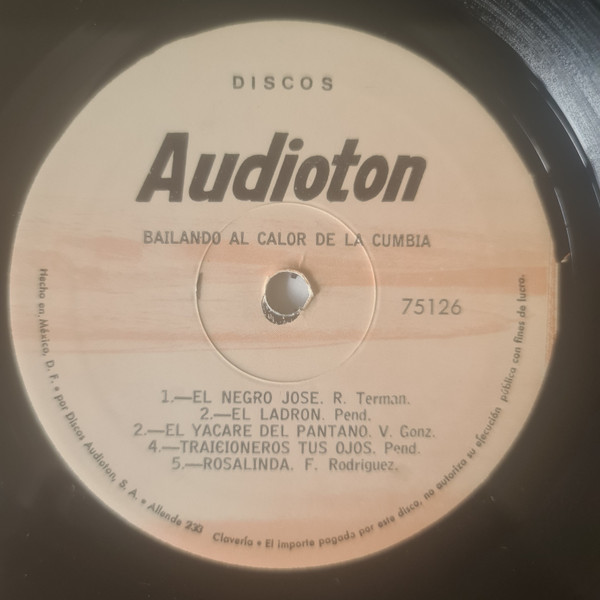 DISCOS
Audioton
BAILANDO AL CALOR DE LA CUMBIA
75126
1.—EL NEGRO JOSE. R. Terman.
2.—EL LADRON. Pend.
2.—EL YACARE DEL PANTANO. V. Gonz.
4.—TRAICIONEROS TUS OJOS. Pend.
5.—ROSALINDA. F. Rodriguez.
Hecho en México, D. F. • por Discos Audioton, S. A. • Allende 233 Clavería • El importe pagado por este disco, no autoriza su ejecución pública con fines de lucro.